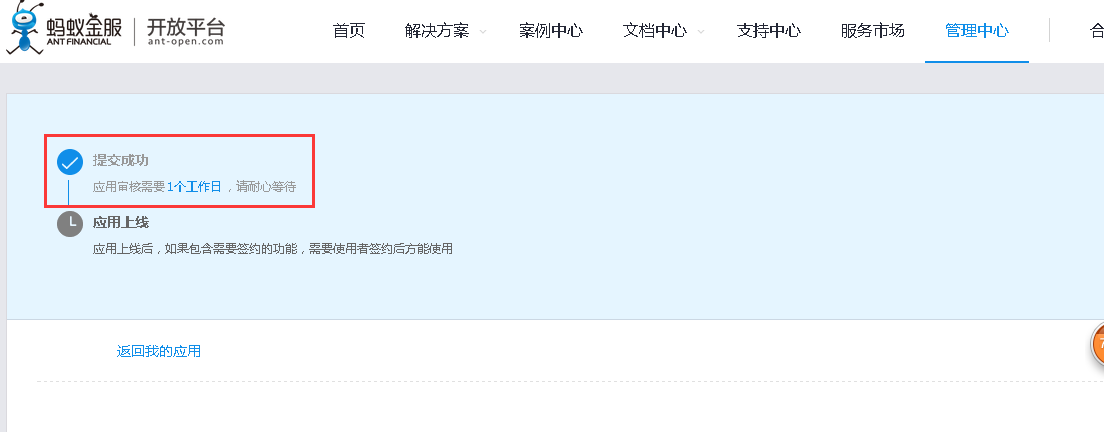 蚂蚁金服
ANT FINANCIAL
开放平台
ant-open.com
首页
解决方案
案例中心
文档中心
支持中心
服务市场
管理中心
合
提交成功
应用审核需要1个工作日，请耐心等待
应用上线
应用上线后，如果包含需要签约的功能，需要使用者签约后方能使用
返回我的应用